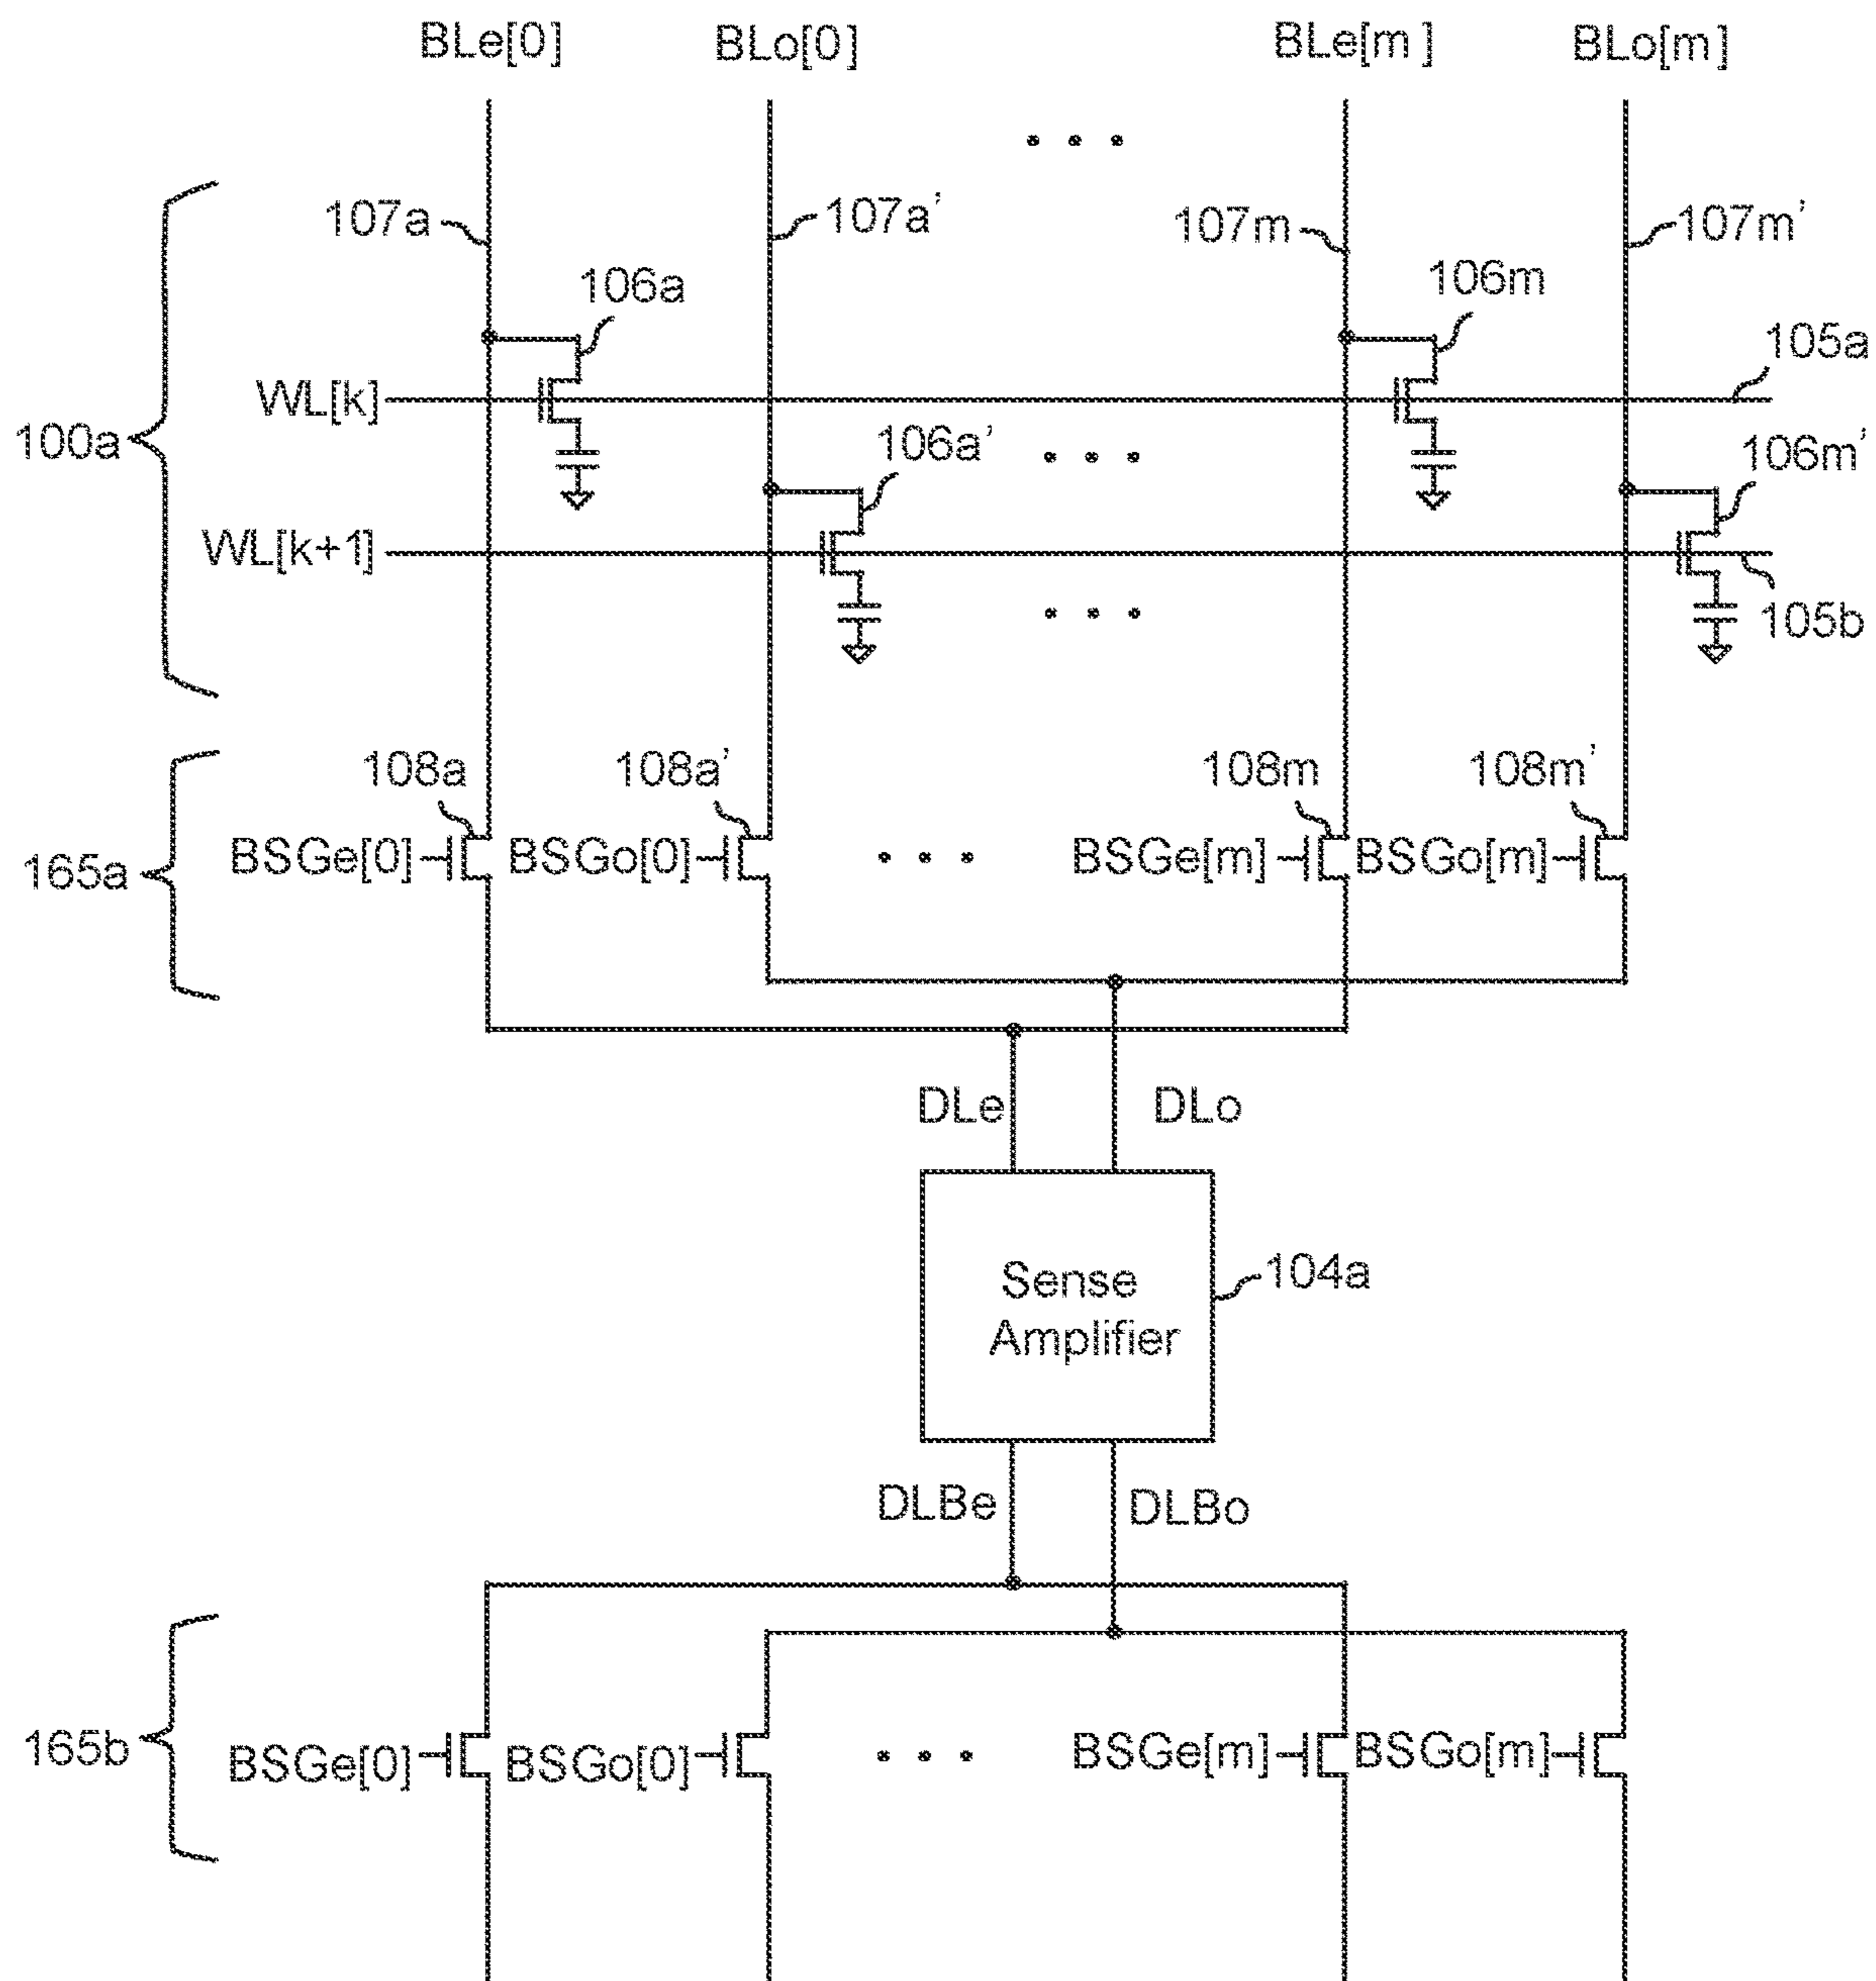 BLe[0] BLo[0] BLe[m] BLo[m]
107a 107a' 107m 107m'
106a 106m
105a
WL[k]
100a 106a' 106m'
WL[k+1]
105b
108a 108a' 108m 108m'
165a BSGe[0] BSGo[0] BSGe[m] BSGo[m]
DLe DLo
Sense
Amplifier
104a
DLBe DLBo
165b BSGe[0] BSGo[0] BSGe[m] BSGo[m]